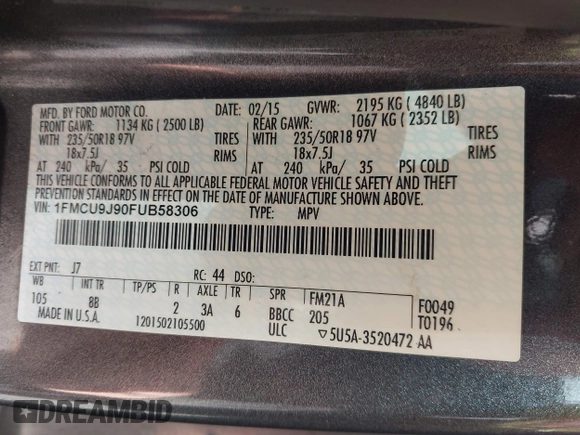 MFD. BY FORD MOTOR CO.
DATE: 02/15 GVWR: 2195 KG ( 4840 LB)
FRONT GAWR: 1134 KG ( 2500 LB) REAR GAWR: 1067 KG ( 2352 LB)
WITH 235/50R18 97V TIRES WITH 235/50R18 97V TIRES
18x7.5J RIMS 18x7.5J RIMS
AT 240 kPa/ 35 PSI COLD AT 240 kPa/ 35 PSI COLD
THIS VEHICLE CONFORMS TO ALL APPLICABLE FEDERAL MOTOR VEHICLE SAFETY AND THEFT
PREVENTION STANDARDS IN EFFECT ON THE DATE OF MANUFACTURE SHOWN ABOVE.
VIN: 1FMCU9J90FUB58306 TYPE: MPV
EXT PNT: J7 RC: 44 DSO:
WB INT TR TP/PS R AXLE TR SPR FM21A F0049
105 8B 2 3A 6 BBCC 205 T0196
MADE IN U.S.A. 1201502105500 ULC ▽5U5A-3520472 AA
DREAMBID